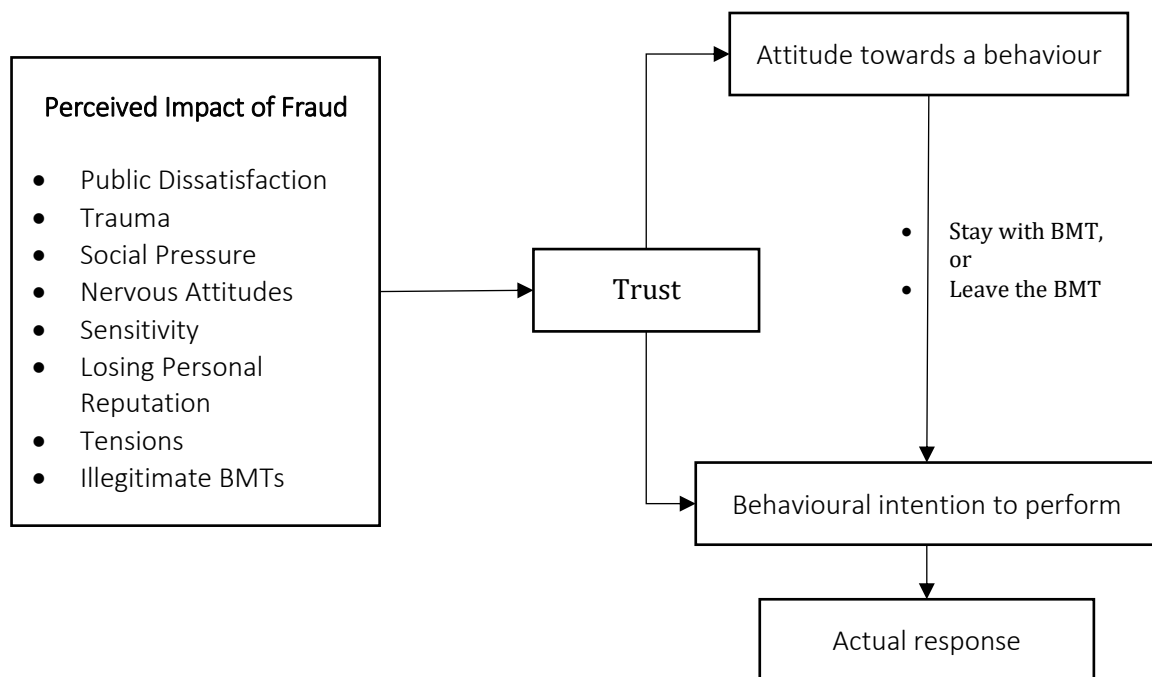 Perceived Impact of Fraud
• Public Dissatisfaction
• Trauma
• Social Pressure
• Nervous Attitudes
• Sensitivity
• Losing Personal
Reputation
• Tensions
• Illegitimate BMTs
Trust
Attitude towards a behaviour
• Stay with BMT,
or
• Leave the BMT
Behavioural intention to perform
Actual response